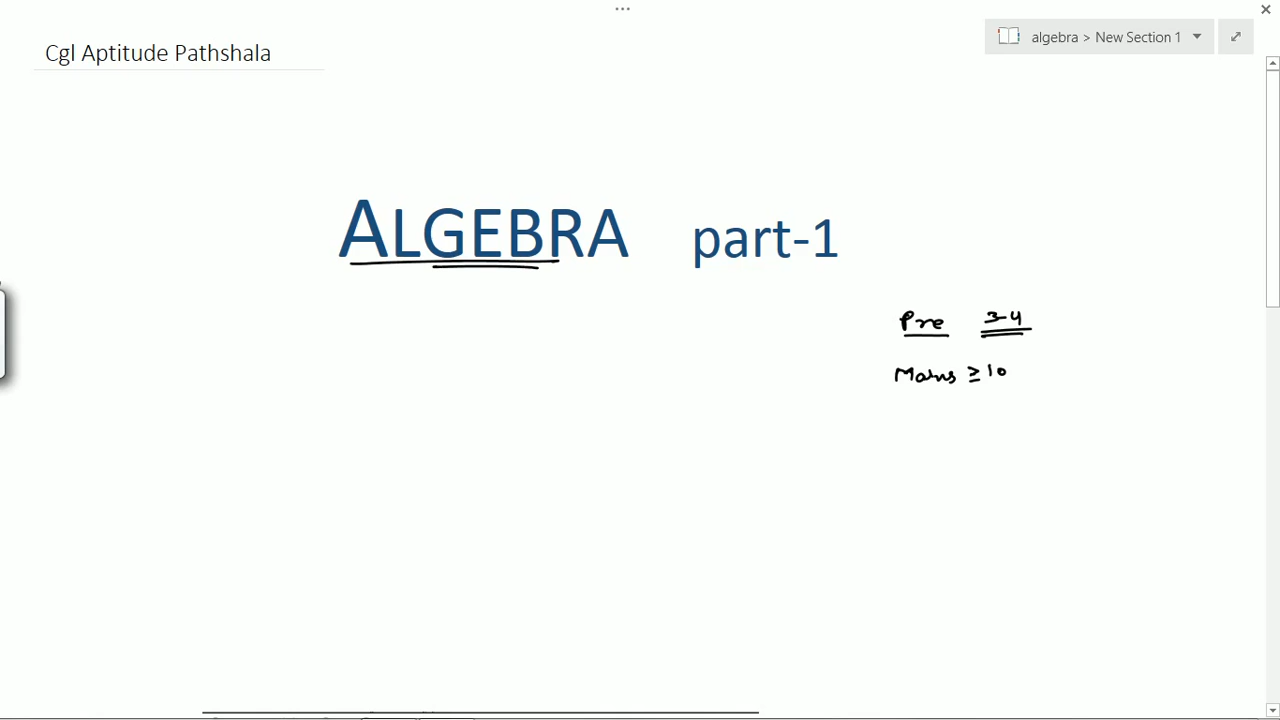 Cgl Aptitude Pathshala
algebra > New Section 1
ALGEBRA part-1
Pre 3-4
Mains ≥ 10